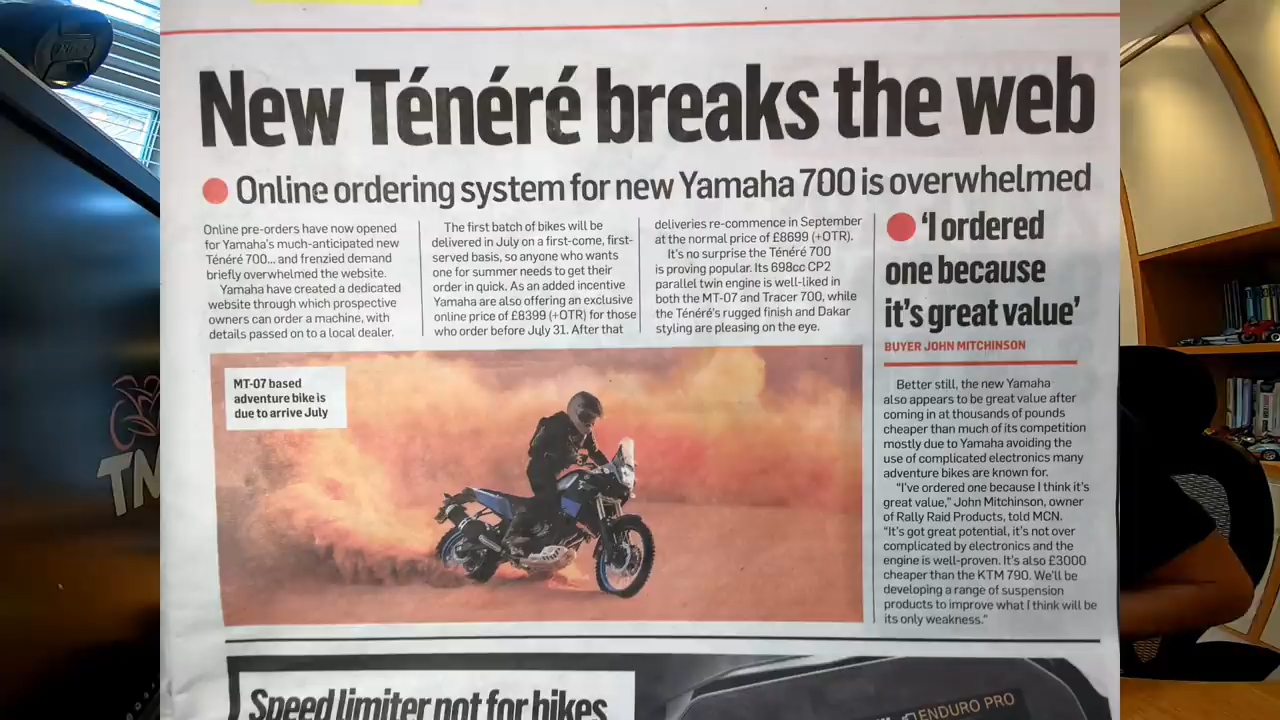 New Ténéré breaks the web
Online ordering system for new Yamaha 700 is overwhelmed
Online pre-orders have now opened
for Yamaha's much-anticipated new
Ténéré 700... and frenzied demand
briefly overwhelmed the website.
Yamaha have created a dedicated
website through which prospective
owners can order a machine, with
details passed on to a local dealer.
The first batch of bikes will be
delivered in July on a first-come, first-
served basis, so anyone who wants
one for summer needs to get their
order in quick. As an added incentive
Yamaha are also offering an exclusive
online price of £8399 (+OTR) for those
who order before July 31. After that
deliveries re-commence in September
at the normal price of £8699 (+OTR).
It's no surprise the Ténéré 700
is proving popular. Its 698cc CP2
parallel twin engine is well-liked in
both the MT-07 and Tracer 700, while
the Ténéré's rugged finish and Dakar
styling are pleasing on the eye.
'I ordered
one because
it's great value'
BUYER JOHN MITCHINSON
Better still, the new Yamaha
also appears to be great value after
coming in at thousands of pounds
cheaper than much of its competition
mostly due to Yamaha avoiding the
use of complicated electronics many
adventure bikes are known for.
"I've ordered one because I think it's
great value," John Mitchinson, owner
of Rally Raid Products, told MCN.
"It's got great potential, it's not over
complicated by electronics and the
engine is well-proven. It's also £3000
cheaper than the KTM 790. We'll be
developing a range of suspension
products to improve what I think will be
its only weakness."
MT-07 based
adventure bike is
due to arrive July
Speed limiter not for bikes
ENDURO PRO
TM